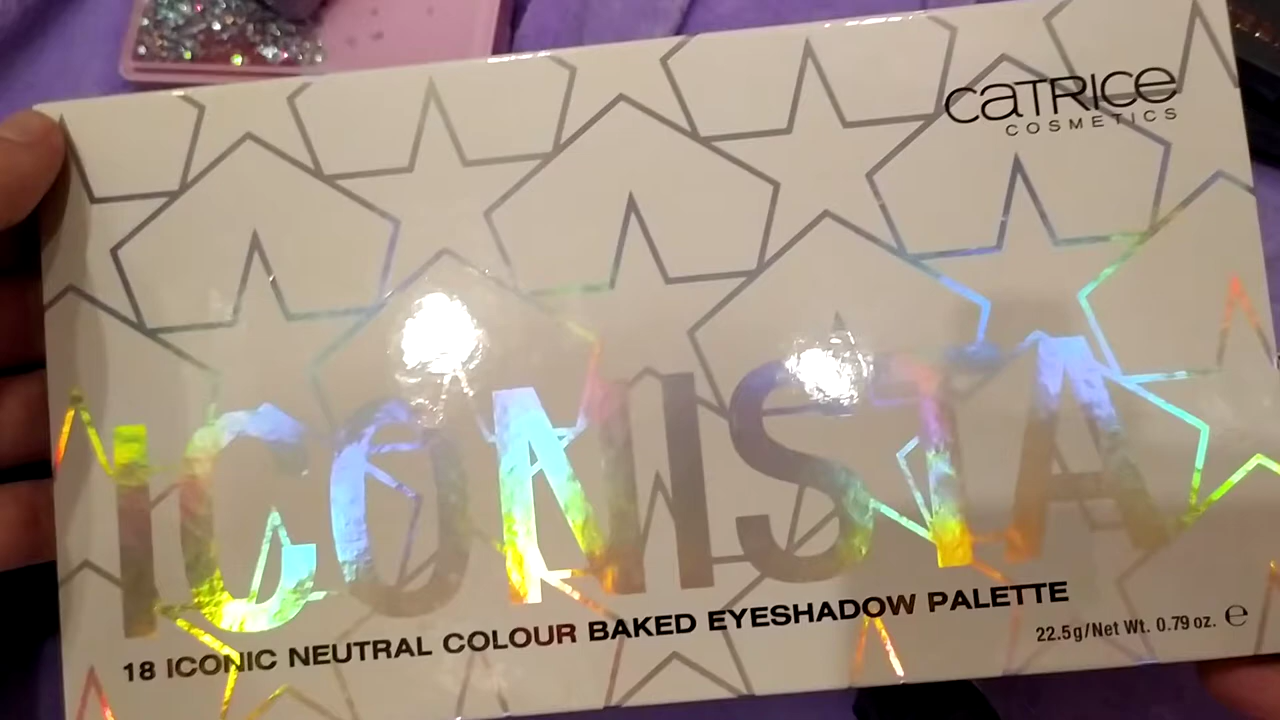 CATRICE
COSMETICS
ICONISTA
18 ICONIC NEUTRAL COLOUR BAKED EYESHADOW PALETTE
22.5g/Net Wt. 0.79 oz. ℮